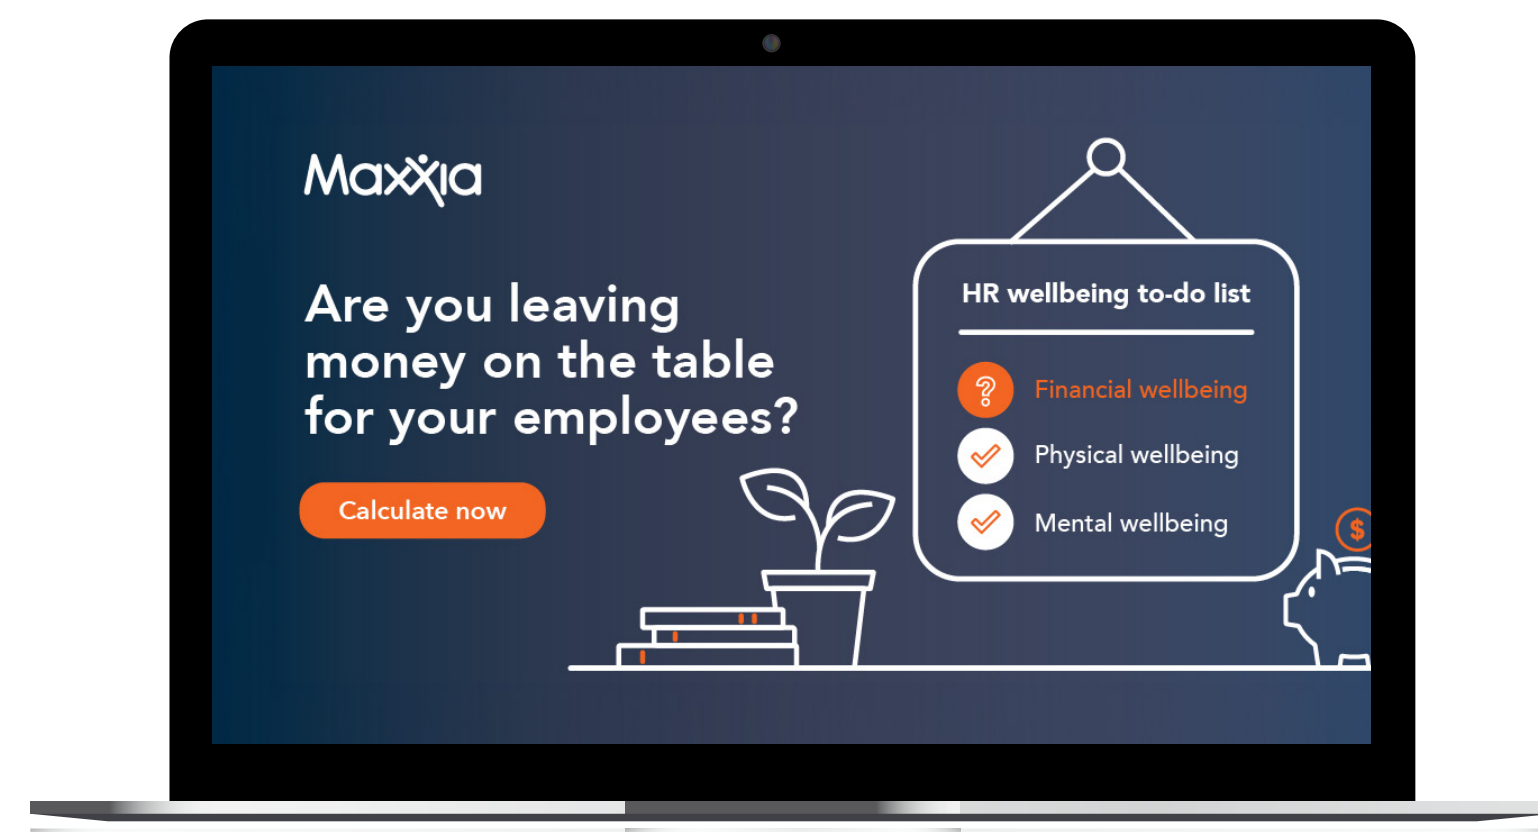 Maxxia
Are you leaving
money on the table
for your employees?
Calculate now
HR wellbeing to-do list
? Financial wellbeing
Physical wellbeing
Mental wellbeing
$